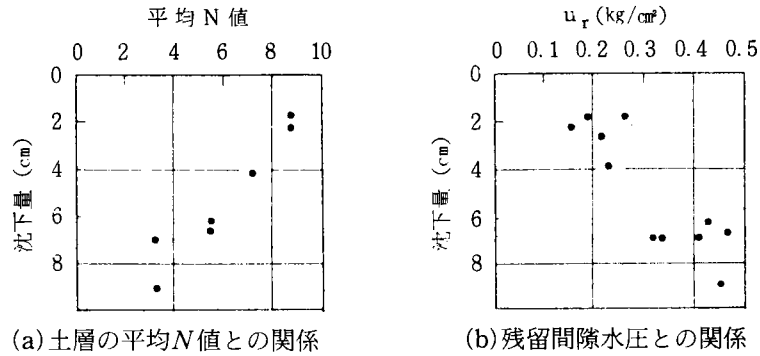 平均N値
0 2 4 6 8 10
0
2
4
6
8
沈下量 (cm)
(a)土層の平均N値との関係
ur(kg/cm²)
0 0.1 0.2 0.3 0.4 0.5
0
2
4
6
8
沈下量 (cm)
(b)残留間隙水圧との関係